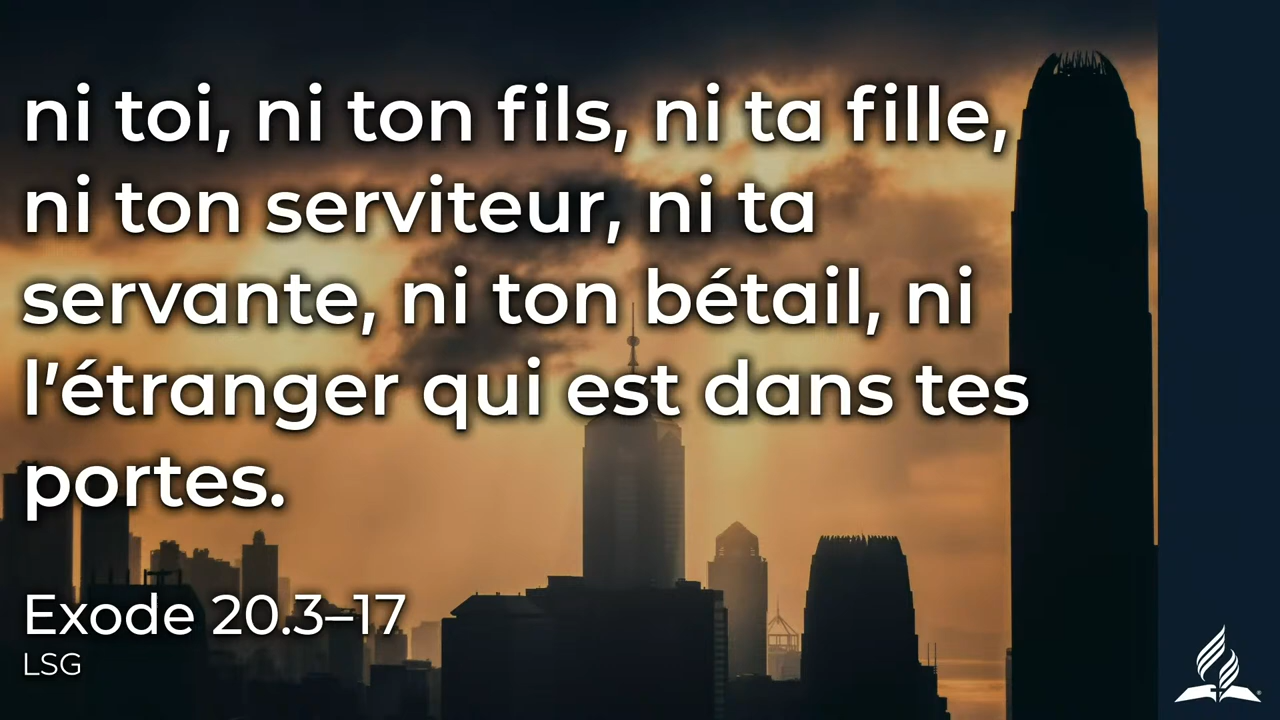 ni toi, ni ton fils, ni ta fille,
ni ton serviteur, ni ta
servante, ni ton bétail, ni
l’étranger qui est dans tes
portes.
Exode 20.3–17
LSG